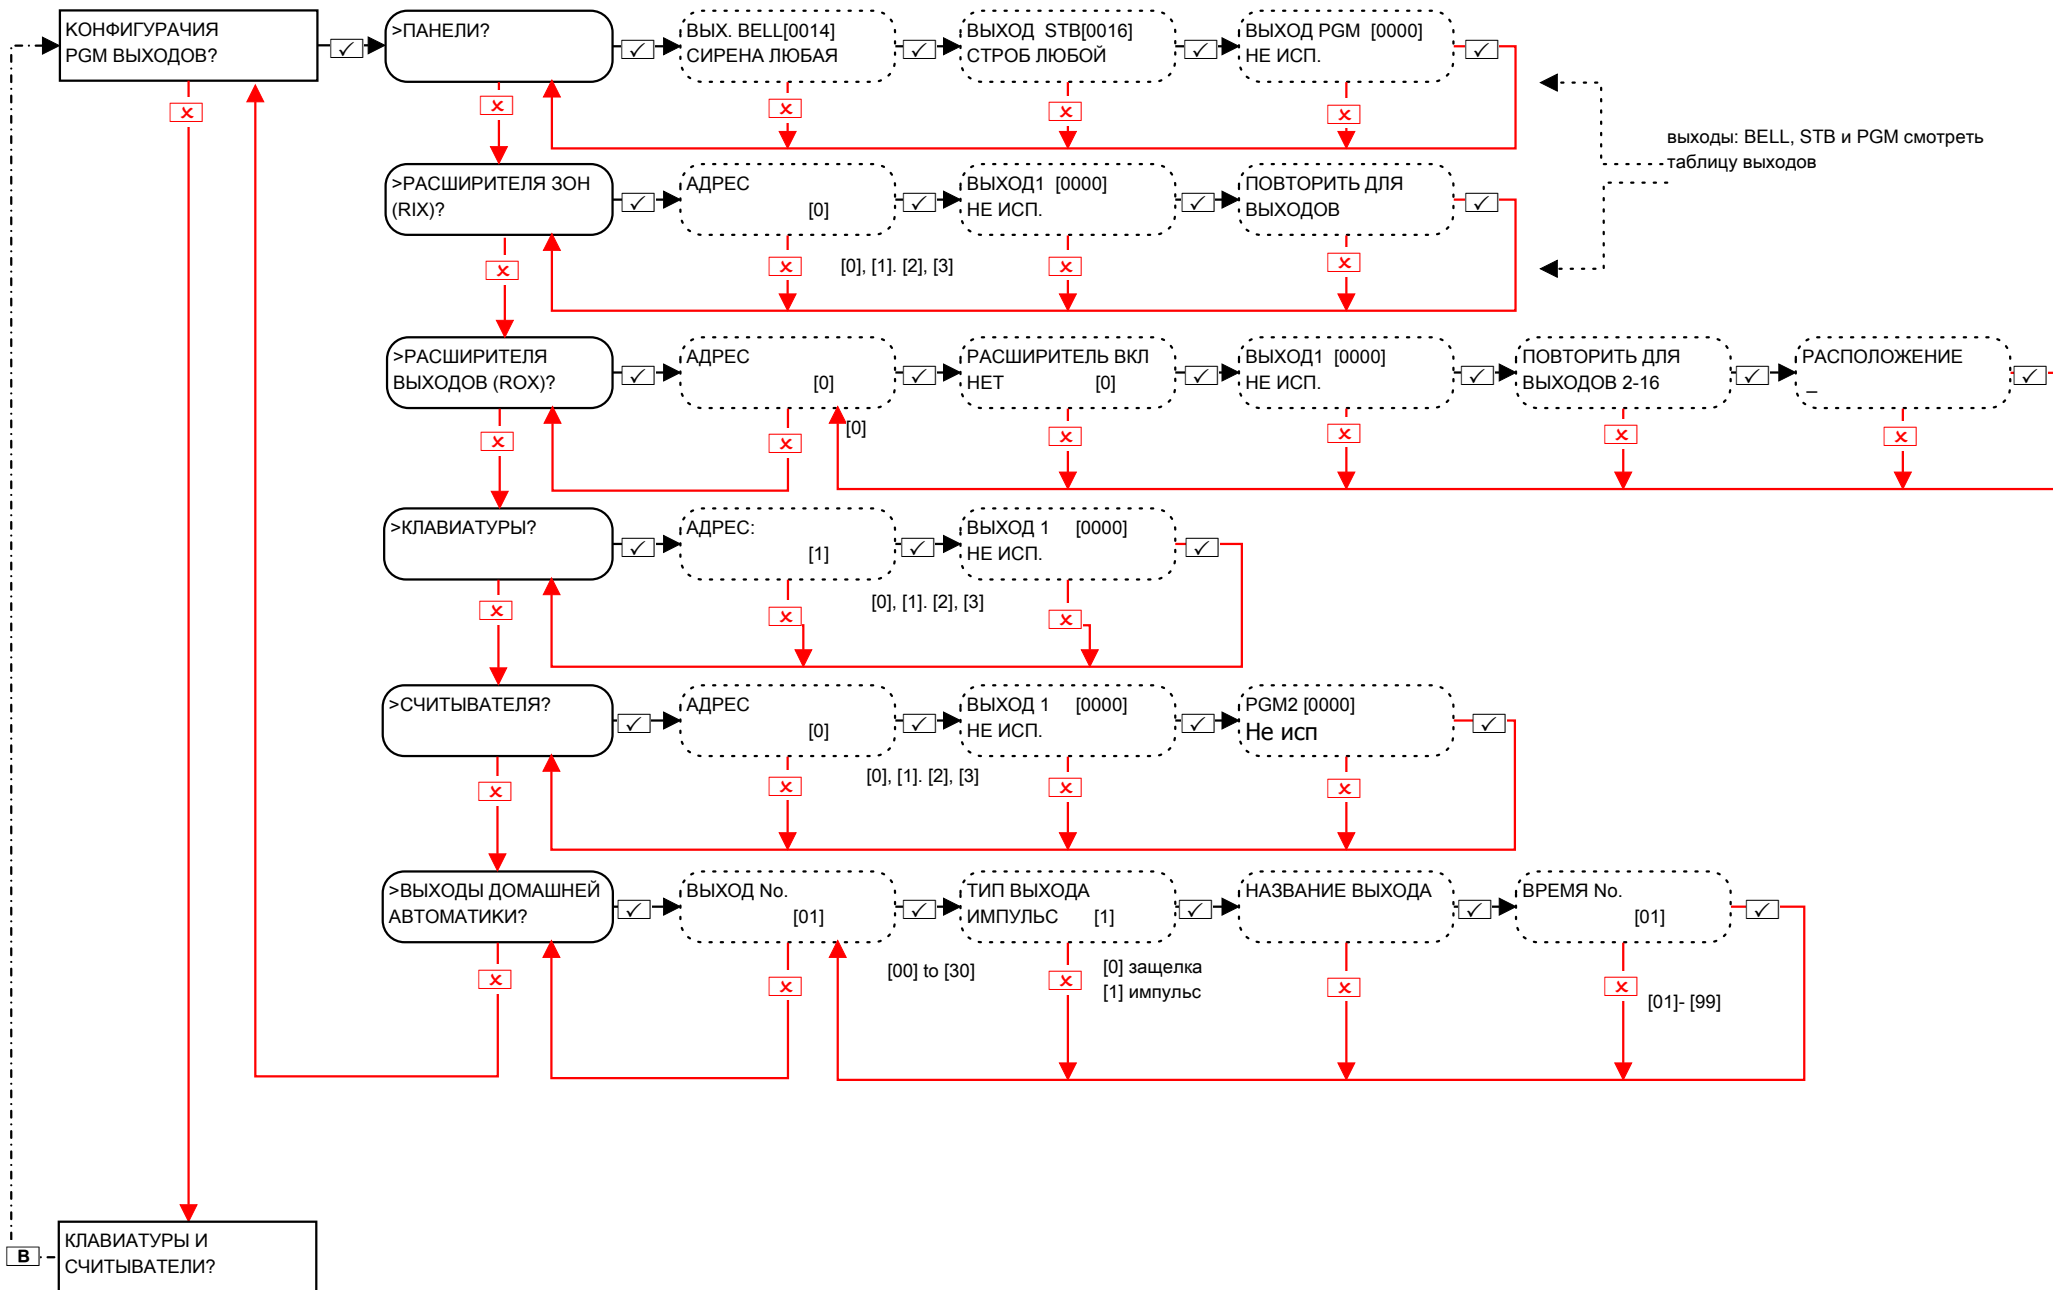 КОНФИГУРАЧИЯ
PGM ВЫХОДОВ?
>ПАНЕЛИ?
ВЫХ. BELL[0014]
СИРЕНА ЛЮБАЯ
ВЫХОД STB[0016]
СТРОБ ЛЮБОЙ
ВЫХОД PGM [0000]
НЕ ИСП.
выходы: BELL, STB и PGM смотреть
таблицу выходов
>РАСШИРИТЕЛЯ ЗОН
(RIX)?
АДРЕС
[0]
ВЫХОД1 [0000]
НЕ ИСП.
ПОВТОРИТЬ ДЛЯ
ВЫХОДОВ
[0], [1]. [2], [3]
>РАСШИРИТЕЛЯ
ВЫХОДОВ (ROX)?
АДРЕС
[0]
РАСШИРИТЕЛЬ ВКЛ
НЕТ [0]
ВЫХОД1 [0000]
НЕ ИСП.
ПОВТОРИТЬ ДЛЯ
ВЫХОДОВ 2-16
РАСПОЛОЖЕНИЕ
_
[0]
>КЛАВИАТУРЫ?
АДРЕС:
[1]
ВЫХОД 1 [0000]
НЕ ИСП.
[0], [1]. [2], [3]
>СЧИТЫВАТЕЛЯ?
АДРЕС
[0]
ВЫХОД 1 [0000]
НЕ ИСП.
PGM2 [0000]
Не исп
[0], [1]. [2], [3]
>ВЫХОДЫ ДОМАШНЕЙ
АВТОМАТИКИ?
ВЫХОД No.
[01]
ТИП ВЫХОДА
ИМПУЛЬС [1]
НАЗВАНИЕ ВЫХОДА
ВРЕМЯ No.
[01]
[00] to [30]
[0] защелка
[1] импульс
[01]- [99]
B
КЛАВИАТУРЫ И
СЧИТЫВАТЕЛИ?